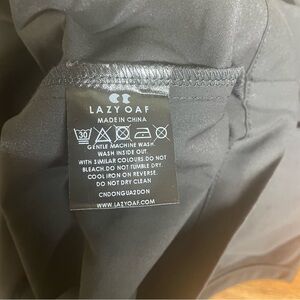 LAZY OAF
MADE IN CHINA
30
GENTLE MACHINE WASH.
WASH INSIDE OUT.
WITH SIMILAR COLOURS.DO NOT
BLEACH.DO NOT TUMBLE DRY.
COOL IRON ON REVERSE.
DO NOT DRY CLEAN
CNDONGUA2DON
WWW.LAZYOAF.COM